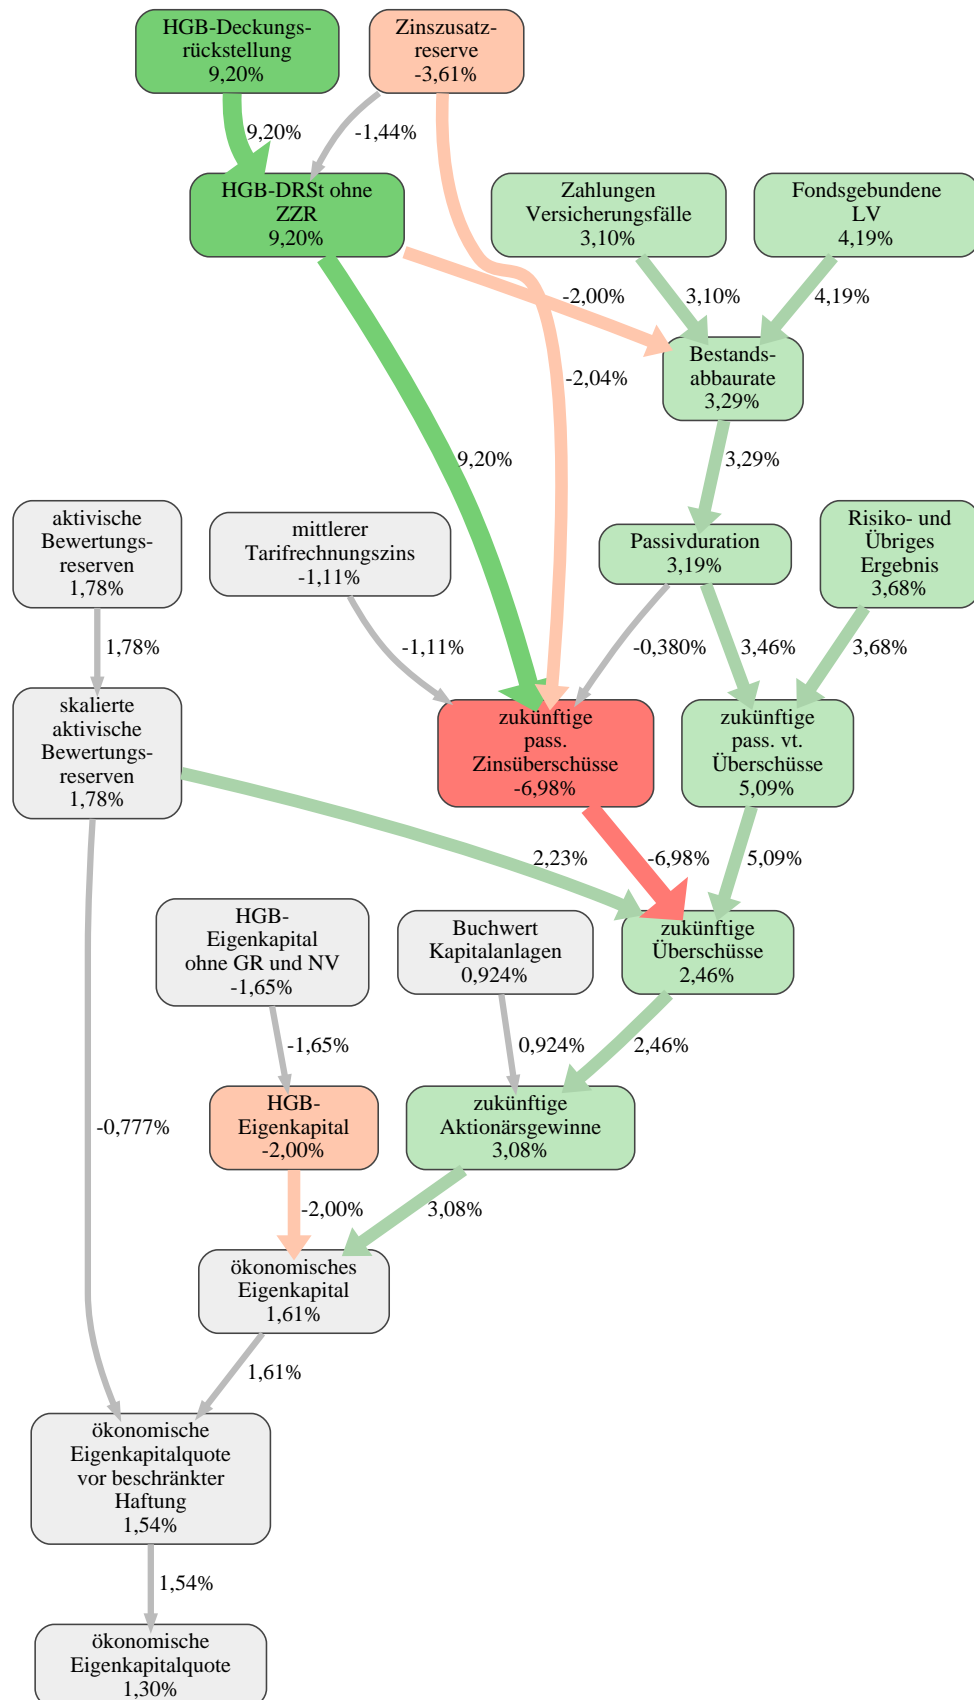 HGB-Deckungs-
rückstellung
9,20%
Zinszusatz-
reserve
-3,61%
9,20%
-1,44%
HGB-DRSt ohne
ZZR
9,20%
Zahlungen
Versicherungsfälle
3,10%
Fondsgebundene
LV
4,19%
-2,00%
3,10%
4,19%
Bestands-
abbaurate
3,29%
-2,04%
9,20%
3,29%
aktivische
Bewertungs-
reserven
1,78%
mittlerer
Tarifrechnungszins
-1,11%
Passivduration
3,19%
Risiko- und
Übriges
Ergebnis
3,68%
1,78%
-1,11%
-0,380%
3,46%
3,68%
skalierte
aktivische
Bewertungs-
reserven
1,78%
zukünftige
pass.
Zinsüberschüsse
-6,98%
zukünftige
pass. vt.
Überschüsse
5,09%
2,23%
-6,98%
5,09%
HGB-
Eigenkapital
ohne GR und NV
-1,65%
Buchwert
Kapitalanlagen
0,924%
zukünftige
Überschüsse
2,46%
-1,65%
0,924%
2,46%
-0,777%
HGB-
Eigenkapital
-2,00%
zukünftige
Aktionärsgewinne
3,08%
-2,00%
3,08%
ökonomisches
Eigenkapital
1,61%
1,61%
ökonomische
Eigenkapitalquote
vor beschränkter
Haftung
1,54%
1,54%
ökonomische
Eigenkapitalquote
1,30%